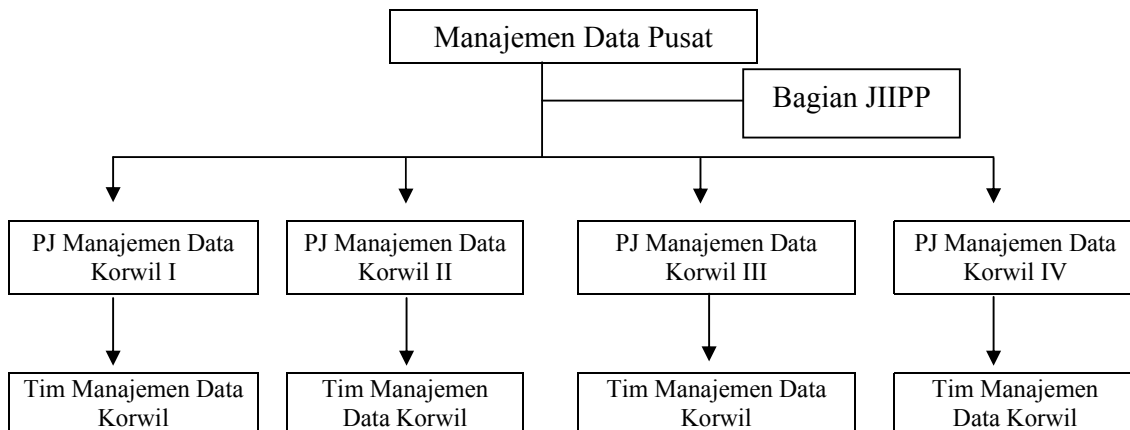 Manajemen Data Pusat
Bagian JIIPP
PJ Manajemen Data
Korwil I
PJ Manajemen Data
Korwil II
PJ Manajemen Data
Korwil III
PJ Manajemen Data
Korwil IV
Tim Manajemen Data
Korwil
Tim Manajemen
Data Korwil
Tim Manajemen Data
Korwil
Tim Manajemen
Data Korwil